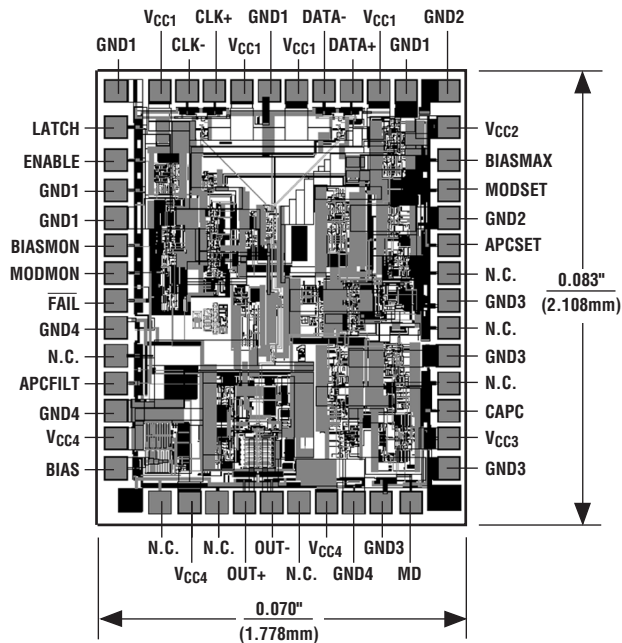 VCC1 CLK+ GND1 DATA- VCC1 GND2
GND1 CLK- VCC1 VCC1 DATA+ GND1
LATCH
ENABLE
GND1
GND1
BIASMON
MODMON
FAIL
GND4
N.C.
APCFILT
GND4
VCC4
BIAS
VCC2
BIASMAX
MODSET
GND2
APCSET
N.C.
GND3
N.C.
GND3
N.C.
CAPC
VCC3
GND3
0.083"
(2.108mm)
N.C. N.C. OUT- VCC4 GND3
VCC4 OUT+ N.C. GND4 MD
0.070"
(1.778mm)